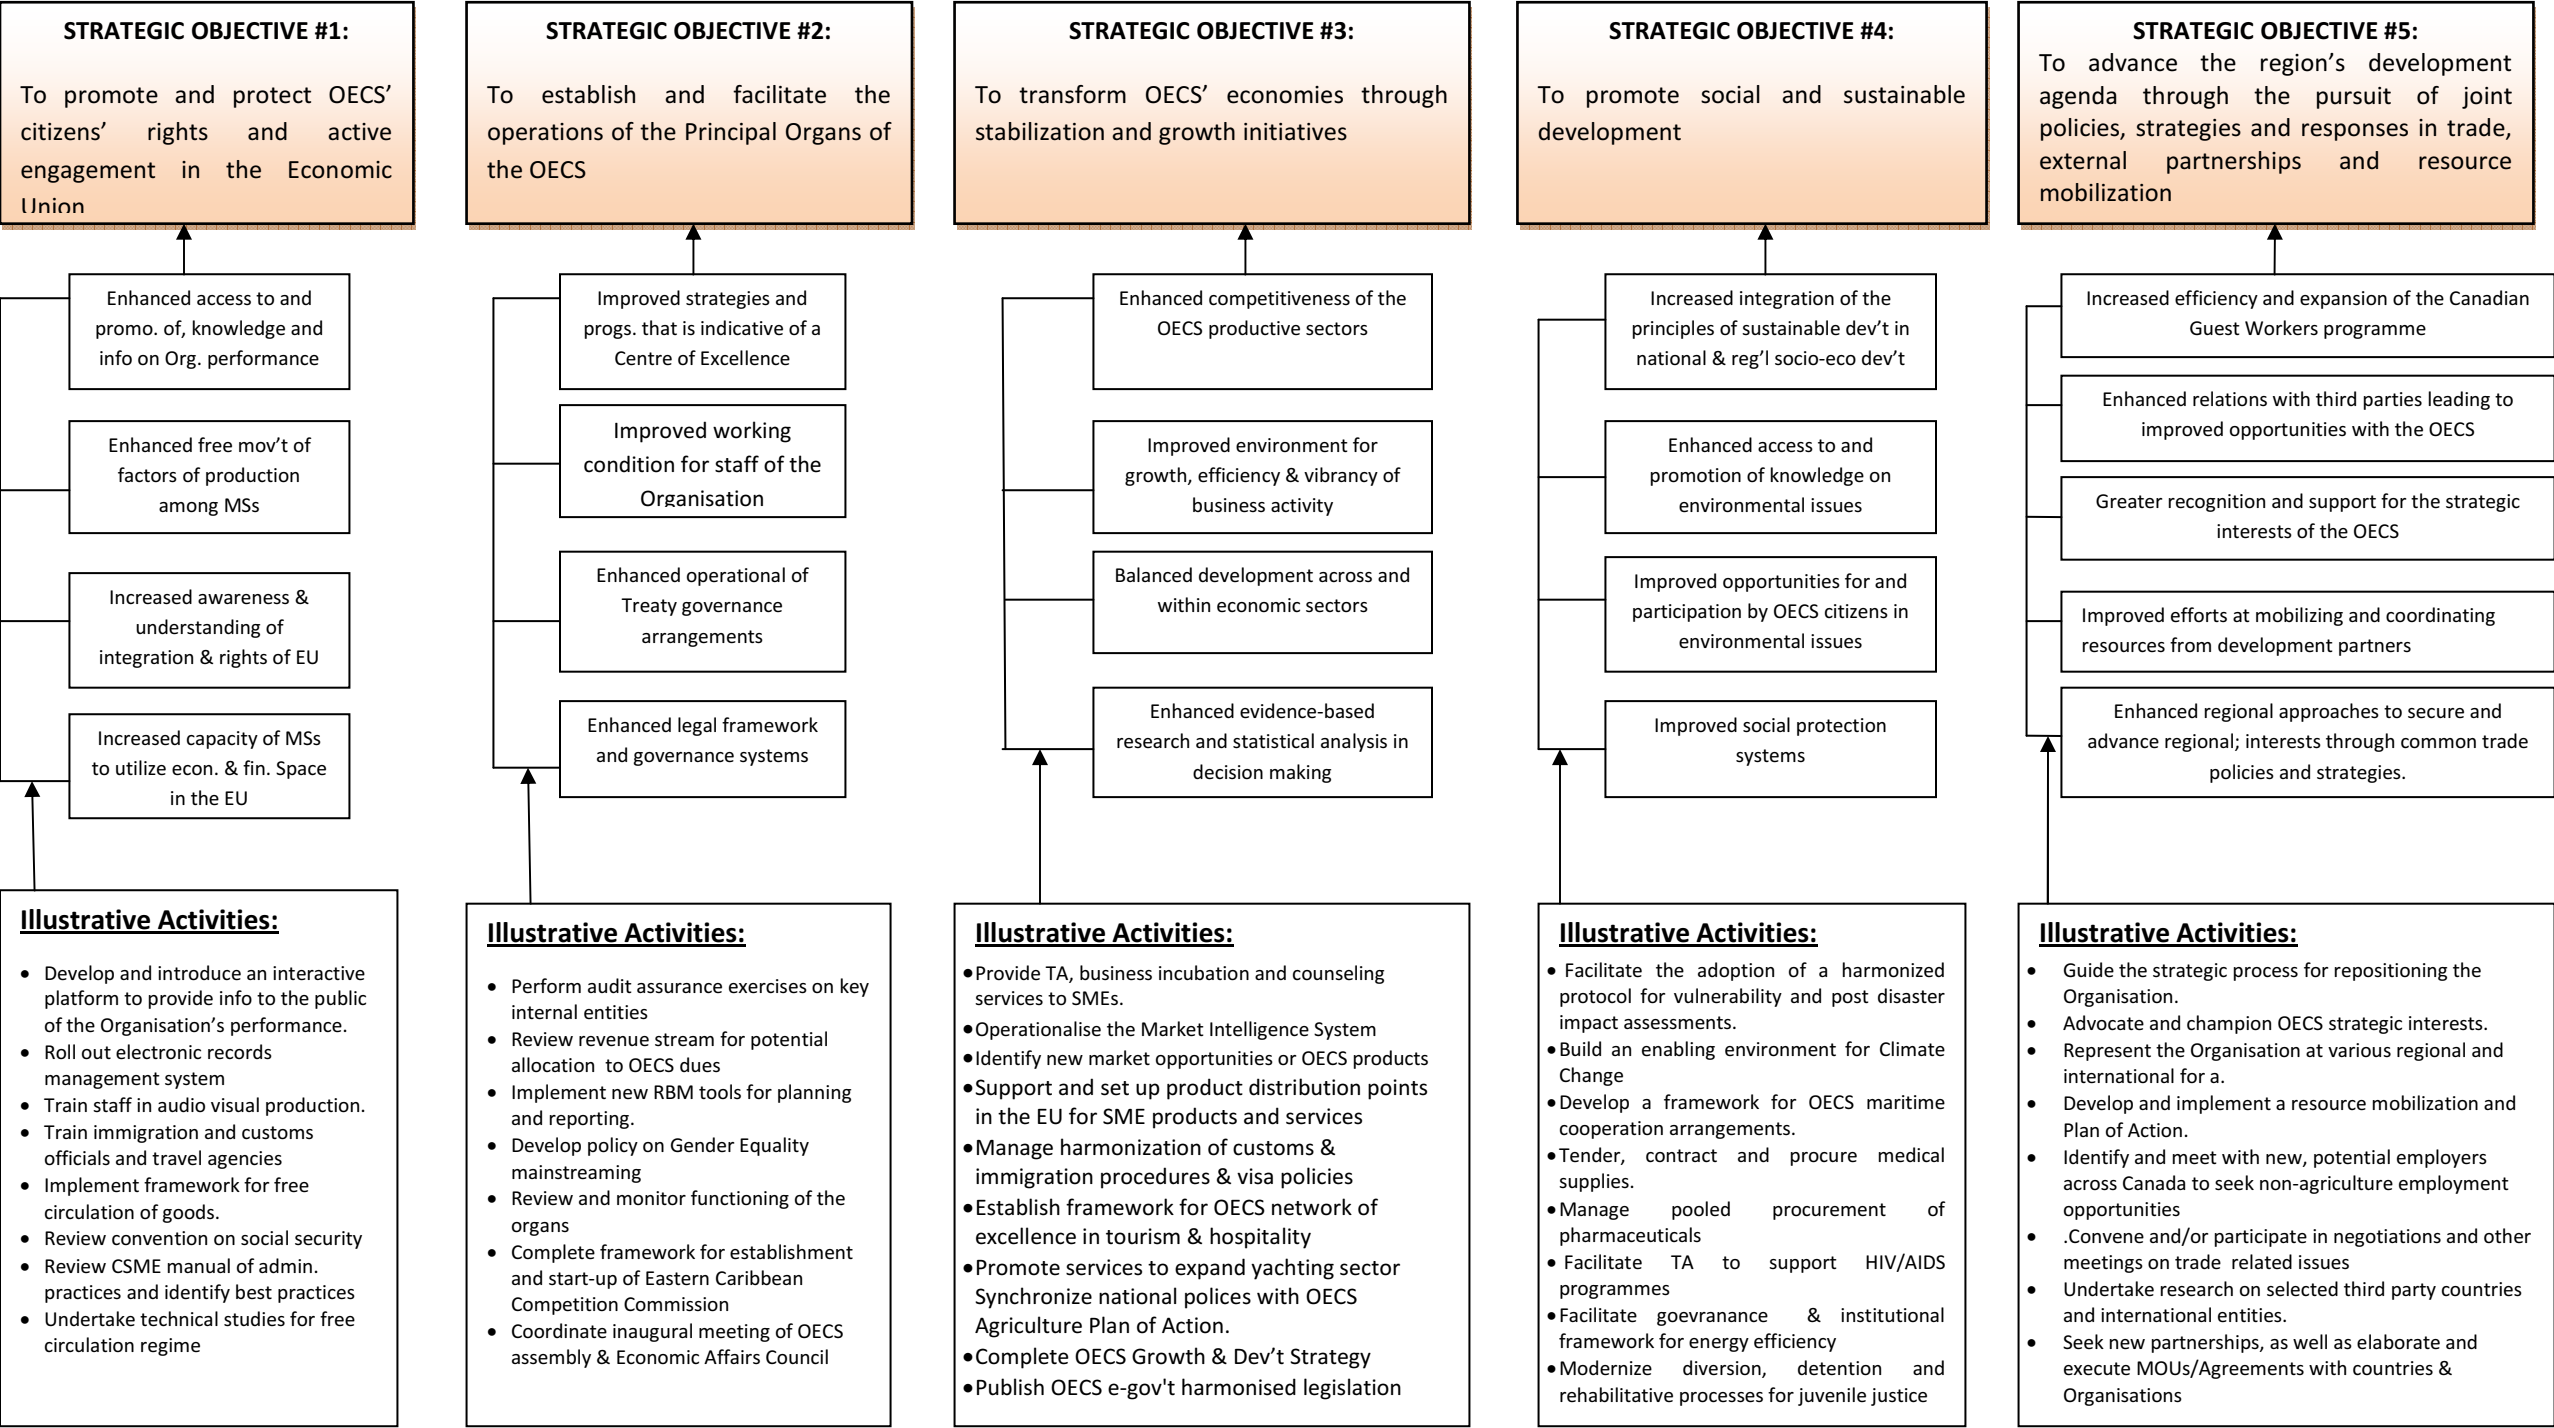 STRATEGIC OBJECTIVE #1:
To promote and protect OECS’
citizens’ rights and active
engagement in the Economic
Union
Enhanced access to and
promo. of, knowledge and
info on Org. performance
Enhanced free mov’t of
factors of production
among MSs
Increased awareness &
understanding of
integration & rights of EU
Increased capacity of MSs
to utilize econ. & fin. Space
in the EU
Illustrative Activities:
• Develop and introduce an interactive
platform to provide info to the public
of the Organisation’s performance.
• Roll out electronic records
management system
• Train staff in audio visual production.
• Train immigration and customs
officials and travel agencies
• Implement framework for free
circulation of goods.
• Review convention on social security
• Review CSME manual of admin.
practices and identify best practices
• Undertake technical studies for free
circulation regime
STRATEGIC OBJECTIVE #2:
To establish and facilitate the
operations of the Principal Organs of
the OECS
Improved strategies and
progs. that is indicative of a
Centre of Excellence
Improved working
condition for staff of the
Organisation
Enhanced operational of
Treaty governance
arrangements
Enhanced legal framework
and governance systems
Illustrative Activities:
• Perform audit assurance exercises on key
internal entities
• Review revenue stream for potential
allocation to OECS dues
• Implement new RBM tools for planning
and reporting.
• Develop policy on Gender Equality
mainstreaming
• Review and monitor functioning of the
organs
• Complete framework for establishment
and start-up of Eastern Caribbean
Competition Commission
• Coordinate inaugural meeting of OECS
assembly & Economic Affairs Council
STRATEGIC OBJECTIVE #3:
To transform OECS’ economies through
stabilization and growth initiatives
Enhanced competitiveness of the
OECS productive sectors
Improved environment for
growth, efficiency & vibrancy of
business activity
Balanced development across and
within economic sectors
Enhanced evidence-based
research and statistical analysis in
decision making
Illustrative Activities:
• Provide TA, business incubation and counseling
services to SMEs.
• Operationalise the Market Intelligence System
• Identify new market opportunities or OECS products
• Support and set up product distribution points
in the EU for SME products and services
• Manage harmonization of customs &
immigration procedures & visa policies
• Establish framework for OECS network of
excellence in tourism & hospitality
• Promote services to expand yachting sector
Synchronize national polices with OECS
Agriculture Plan of Action.
• Complete OECS Growth & Dev’t Strategy
• Publish OECS e-gov't harmonised legislation
STRATEGIC OBJECTIVE #4:
To promote social and sustainable
development
Increased integration of the
principles of sustainable dev’t in
national & reg’l socio-eco dev’t
Enhanced access to and
promotion of knowledge on
environmental issues
Improved opportunities for and
participation by OECS citizens in
environmental issues
Improved social protection
systems
Illustrative Activities:
• Facilitate the adoption of a harmonized
protocol for vulnerability and post disaster
impact assessments.
• Build an enabling environment for Climate
Change
• Develop a framework for OECS maritime
cooperation arrangements.
• Tender, contract and procure medical
supplies.
• Manage pooled procurement of
pharmaceuticals
• Facilitate TA to support HIV/AIDS
programmes
• Facilitate goevranance & institutional
framework for energy efficiency
• Modernize diversion, detention and
rehabilitative processes for juvenile justice
STRATEGIC OBJECTIVE #5:
To advance the region’s development
agenda through the pursuit of joint
policies, strategies and responses in trade,
external partnerships and resource
mobilization
Increased efficiency and expansion of the Canadian
Guest Workers programme
Enhanced relations with third parties leading to
improved opportunities with the OECS
Greater recognition and support for the strategic
interests of the OECS
Improved efforts at mobilizing and coordinating
resources from development partners
Enhanced regional approaches to secure and
advance regional; interests through common trade
policies and strategies.
Illustrative Activities:
• Guide the strategic process for repositioning the
Organisation.
• Advocate and champion OECS strategic interests.
• Represent the Organisation at various regional and
international for a.
• Develop and implement a resource mobilization and
Plan of Action.
• Identify and meet with new, potential employers
across Canada to seek non-agriculture employment
opportunities
• .Convene and/or participate in negotiations and other
meetings on trade related issues
• Undertake research on selected third party countries
and international entities.
• Seek new partnerships, as well as elaborate and
execute MOUs/Agreements with countries &
Organisations